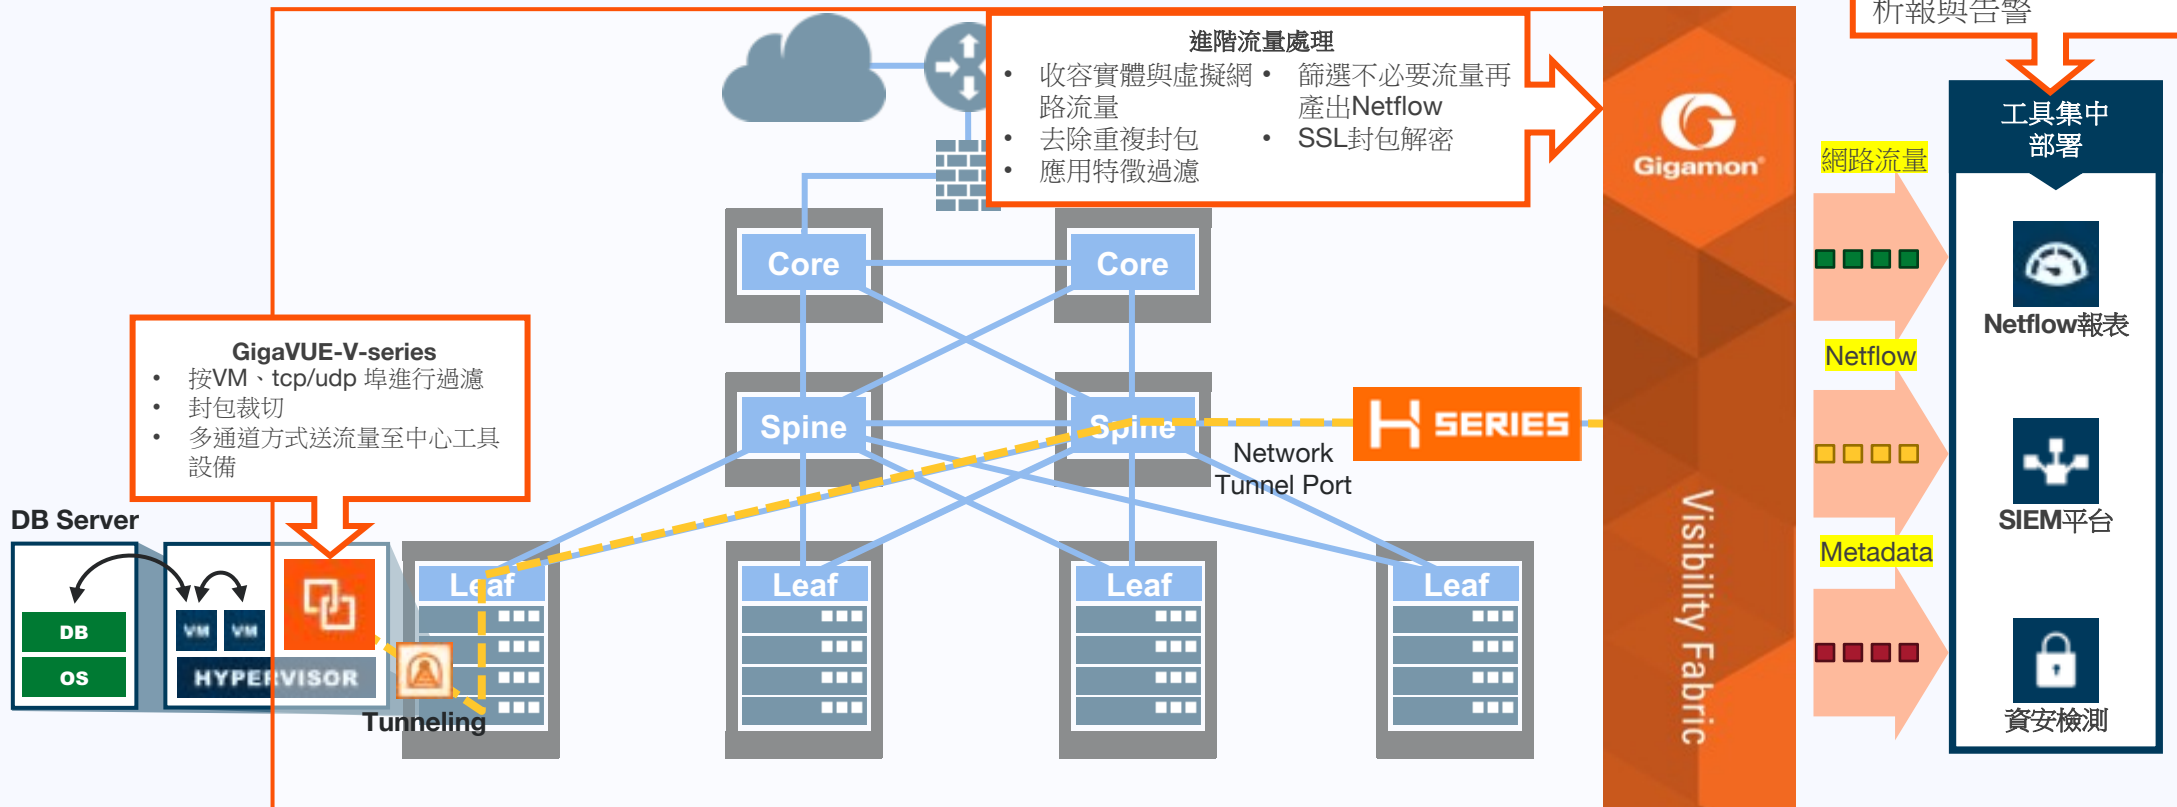 析報與告警
進階流量處理
• 收容實體與虛擬網
路流量
• 去除重複封包
• 應用特徵過濾
• 篩選不必要流量再
產出Netflow
• SSL封包解密
Gigamon®
Visibility Fabric
工具集中
部署
網路流量
Netflow
Metadata
Netflow報表
SIEM平台
資安檢測
Core
Core
Spine
Spine
Network
Tunnel Port
H SERIES
GigaVUE-V-series
• 按VM、tcp/udp 埠進行過濾
• 封包裁切
• 多通道方式送流量至中心工具
設備
DB Server
DB
OS
VM
VM
HYPERVISOR
Tunneling
Leaf
Leaf
Leaf
Leaf